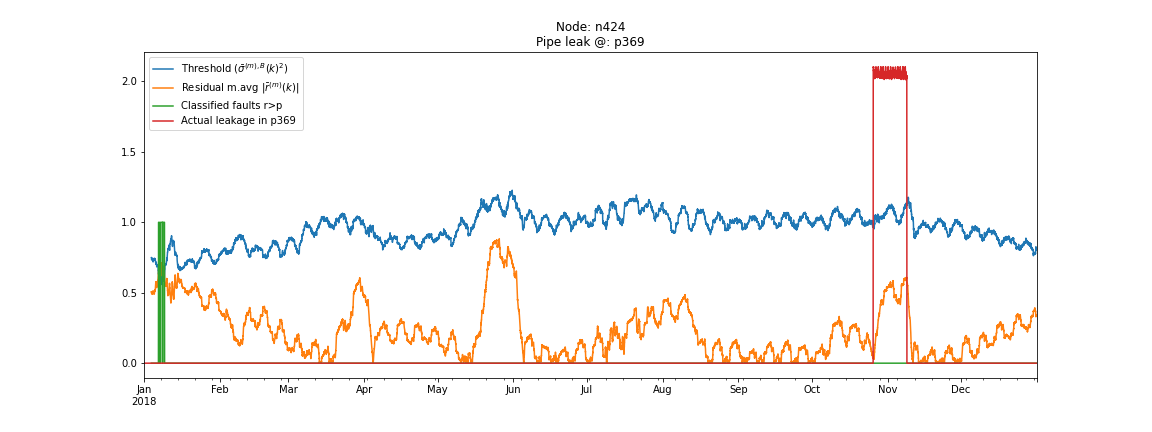 Node: n424
Pipe leak @: p369
Threshold (σ̃⁽ᵐ⁾,ᴮ(k)²)
Residual m.avg |r̃⁽ᵐ⁾(k)|
Classified faults r>p
Actual leakage in p369
2.0
1.5
1.0
0.5
0.0
Jan Feb Mar Apr May Jun Jul Aug Sep Oct Nov Dec
2018